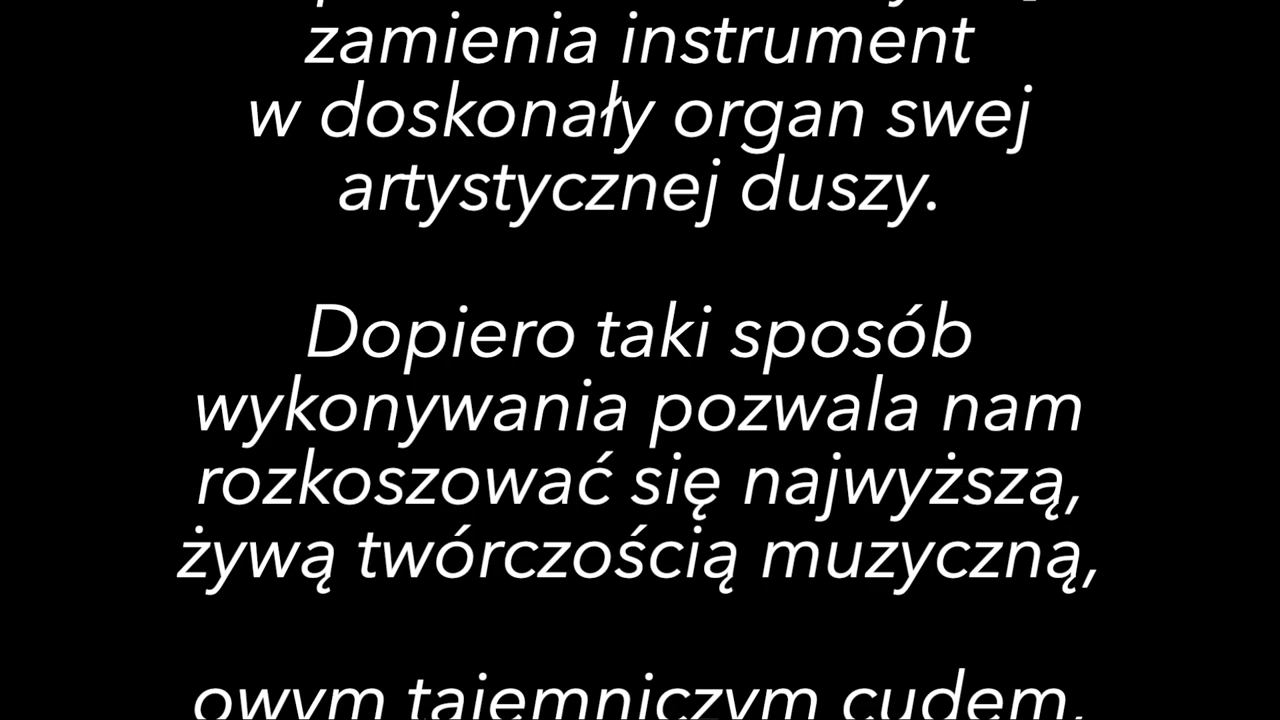 zamienia instrument
w doskonały organ swej
artystycznej duszy.
Dopiero taki sposób
wykonywania pozwala nam
rozkoszować się najwyższą,
żywą twórczością muzyczną,
owym tajemniczym cudem,